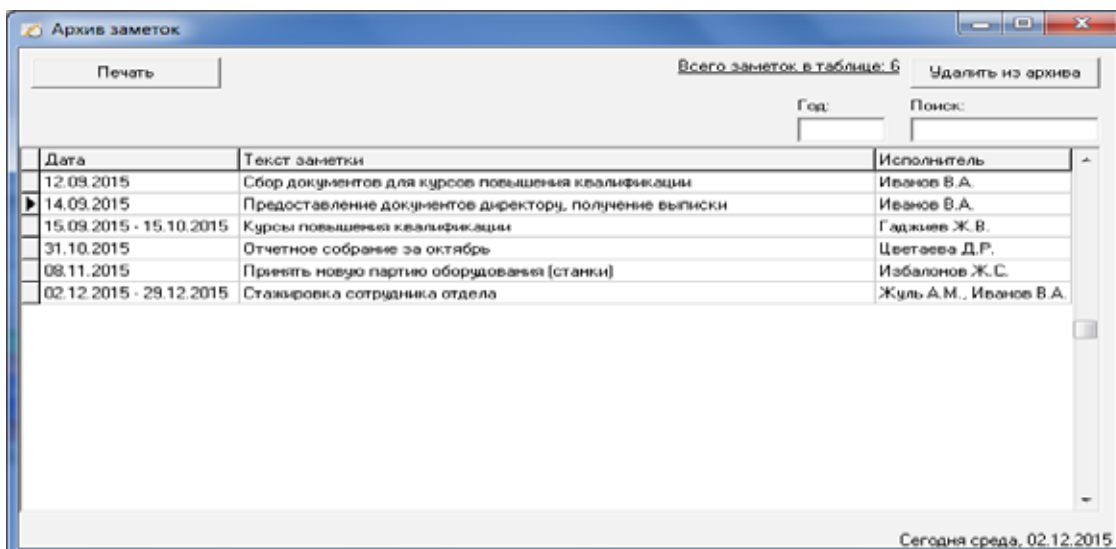 Архив заметок
Печать
Всего заметок в таблице: 6
Удалить из архива
Год:
Поиск:
Дата Текст заметки Исполнитель
12.09.2015 Сбор документов для курсов повышения квалификации Иванов В.А.
14.09.2015 Предоставление документов директору, получение выписки Иванов В.А.
15.09.2015 - 15.10.2015 Курсы повышения квалификации Гаджиев Ж.В.
31.10.2015 Отчетное собрание за октябрь Цветаева Д.Р.
08.11.2015 Принять новую партию оборудования (станки) Избалонов Ж.С.
02.12.2015 - 29.12.2015 Стажировка сотрудника отдела Жуль А.М., Иванов В.А.
Сегодня среда, 02.12.2015